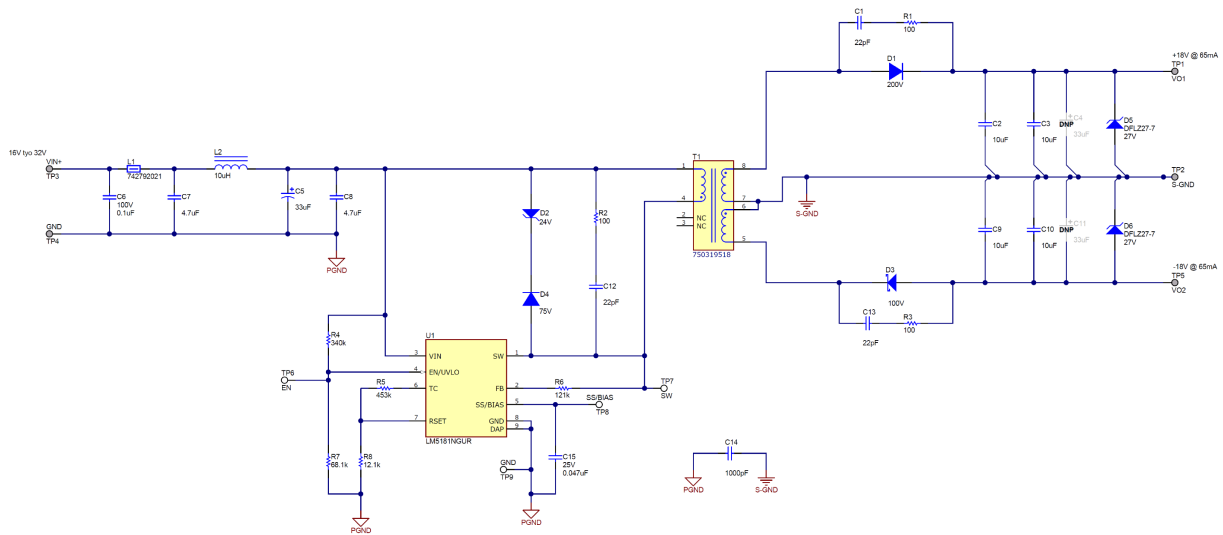 C1
R1
22pF
100
D1
200V
+18V @ 65mA
TP1
VO1
C2
10uF
C3
10uF
C4
DNP
33uF
D5
DFLZ27-7
27V
16V tyo 32V
VIN+
TP3
L1
742792021
L2
10uH
T1
1
8
4
7
6
2
NC
3
NC
5
750319518
S-GND
TP2
S-GND
C6
100V
0.1uF
C7
4.7uF
C5
33uF
C8
4.7uF
GND
TP4
PGND
D2
24V
R2
100
C12
22pF
D4
75V
C9
10uF
C10
10uF
C11
DNP
33uF
D6
DFLZ27-7
27V
D3
100V
C13
R3
22pF
100
-18V @ 65mA
TP5
VO2
R4
340k
U1
3
VIN
SW
1
4
EN/UVLO
6
TC
FB
2
SS/BIAS
5
7
RSET
GND
8
DAP
9
LM5181NGUR
TP6
EN
R5
453k
R6
121k
TP7
SW
SS/BIAS
TP8
R7
68.1k
R8
12.1k
GND
TP9
C15
25V
0.047uF
PGND
PGND
C14
1000pF
PGND
S-GND